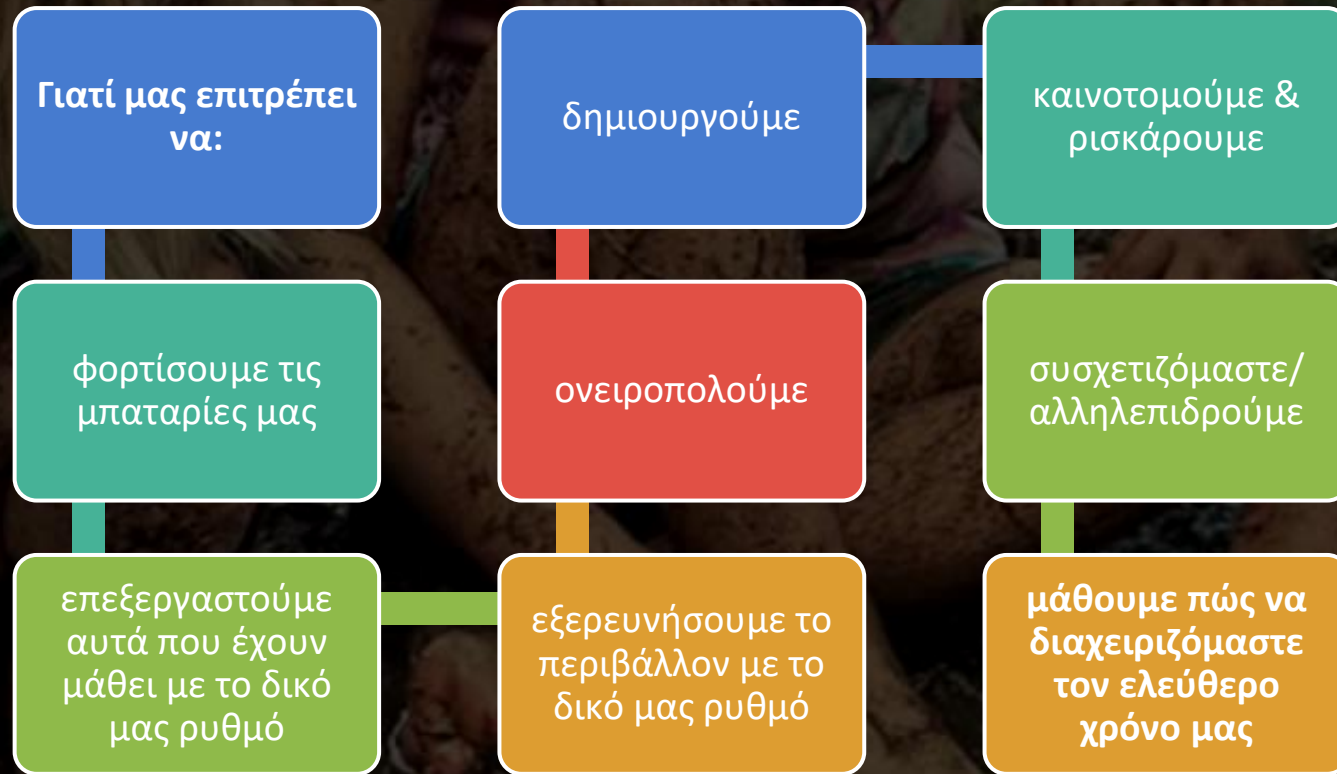 Γιατί μας επιτρέπει
να:
φορτίσουμε τις
μπαταρίες μας
επεξεργαστούμε
αυτά που έχουν
μάθει με το δικό
μας ρυθμό
εξερευνήσουμε το
περιβάλλον με το
δικό μας ρυθμό
ονειροπολούμε
δημιουργούμε
καινοτομούμε &
ρισκάρουμε
συσχετιζόμαστε/
αλληλεπιδρούμε
μάθουμε πώς να
διαχειριζόμαστε
τον ελεύθερο
χρόνο μας